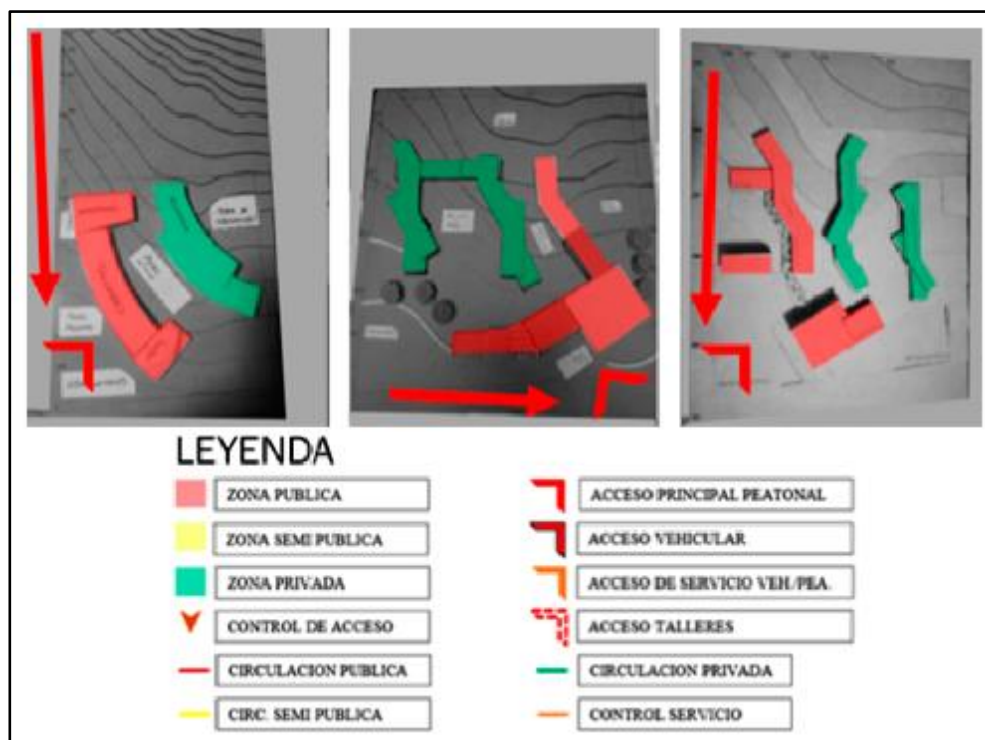 LEYENDA
ZONA PUBLICA
ZONA SEMI PUBLICA
ZONA PRIVADA
CONTROL DE ACCESO
CIRCULACION PUBLICA
CIRC. SEMI PUBLICA
ACCESO PRINCIPAL PEATONAL
ACCESO VEHICULAR
ACCESO DE SERVICIO VEH./PEA.
ACCESO TALLERES
CIRCULACION PRIVADA
CONTROL SERVICIO